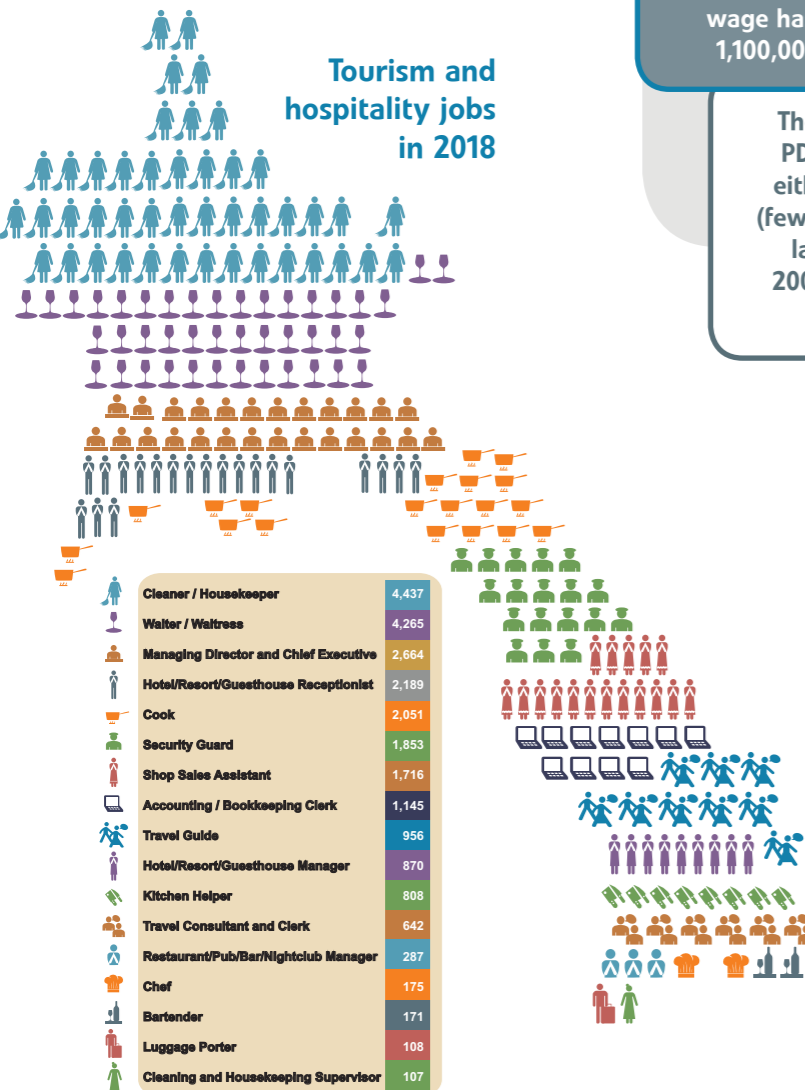 Tourism and
hospitality jobs
in 2018
wage ha
1,100,00
Th
PD
eith
(few
la
200
Cleaner / Housekeeper 4,437
Waiter / Waitress 4,265
Managing Director and Chief Executive 2,664
Hotel/Resort/Guesthouse Receptionist 2,189
Cook 2,051
Security Guard 1,853
Shop Sales Assistant 1,716
Accounting / Bookkeeping Clerk 1,145
Travel Guide 956
Hotel/Resort/Guesthouse Manager 870
Kitchen Helper 808
Travel Consultant and Clerk 642
Restaurant/Pub/Bar/Nightclub Manager 287
Chef 175
Bartender 171
Luggage Porter 108
Cleaning and Housekeeping Supervisor 107